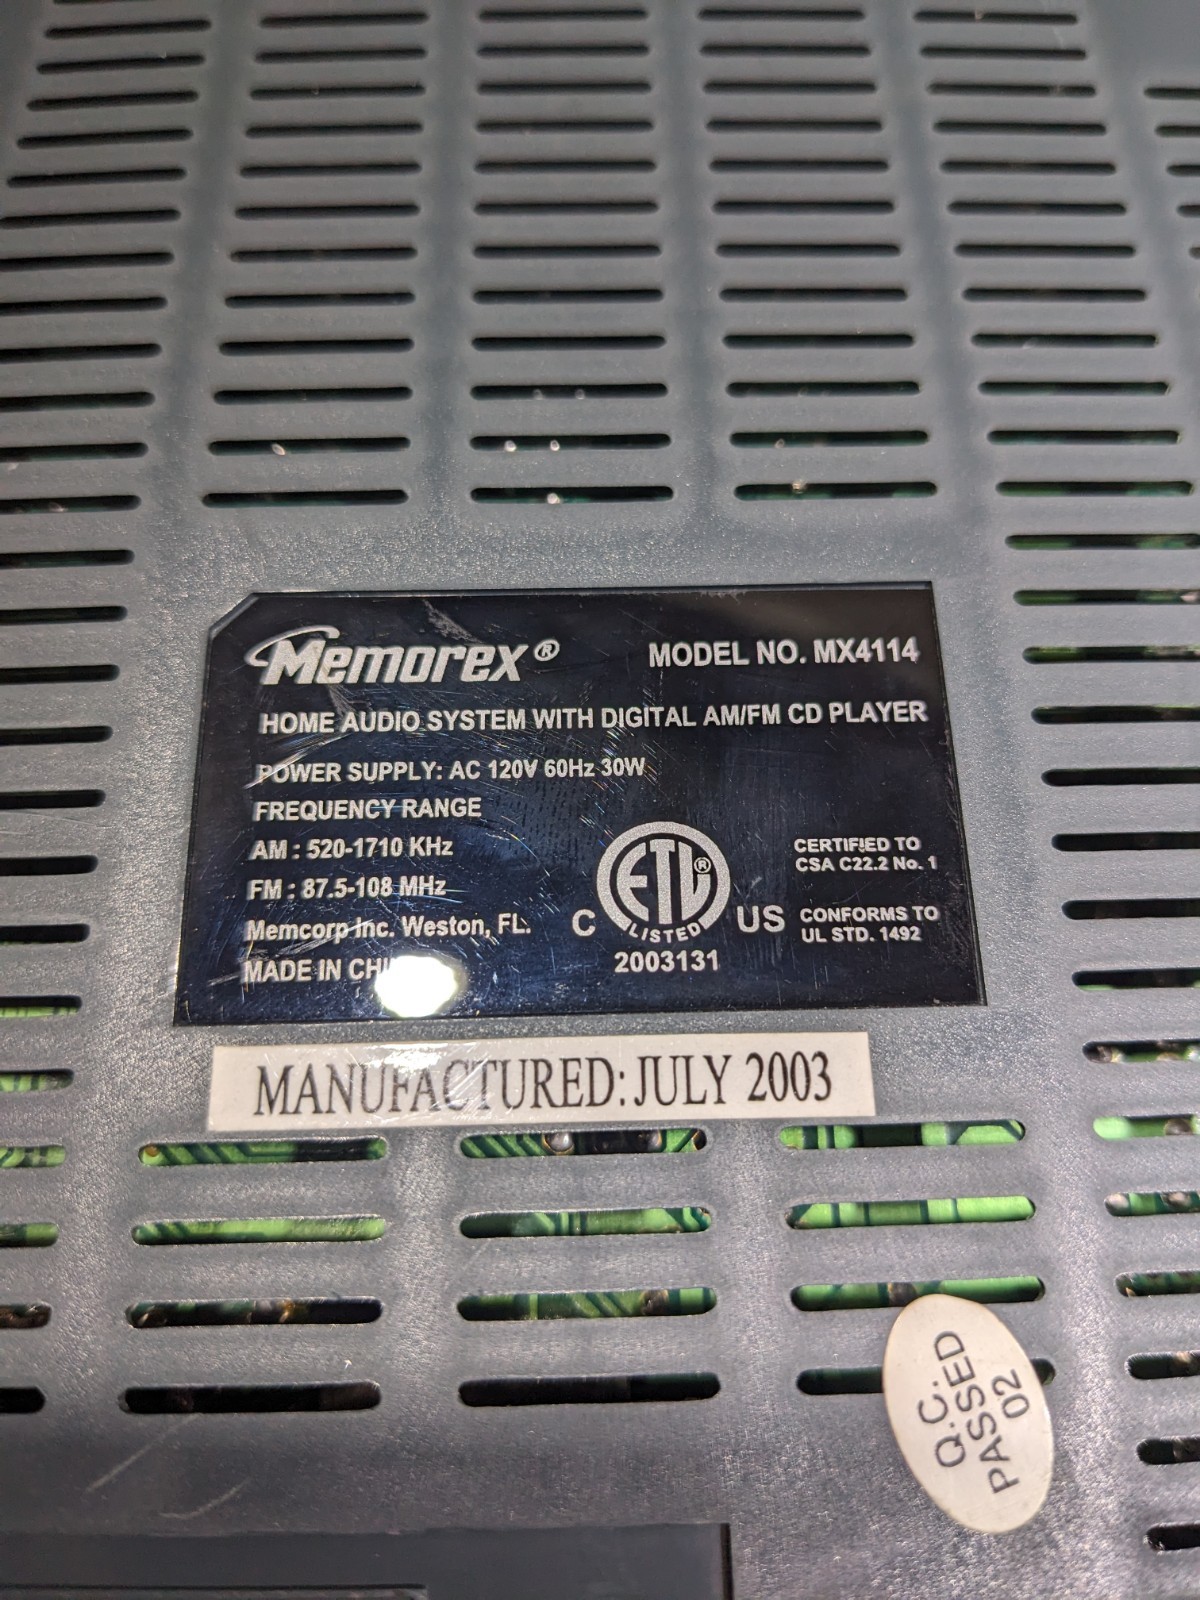 Memorex®
MODEL NO. MX4114
HOME AUDIO SYSTEM WITH DIGITAL AM/FM CD PLAYER
POWER SUPPLY: AC 120V 60Hz 30W
FREQUENCY RANGE
AM : 520-1710 KHz
FM : 87.5-108 MHz
Memcorp Inc. Weston, FL.
MADE IN
C ETL® US
LISTED
2003131
CERTIFIED TO
CSA C22.2 No. 1
CONFORMS TO
UL STD. 1492
MANUFACTURED: JULY 2003
Q.C.
PASSED
02